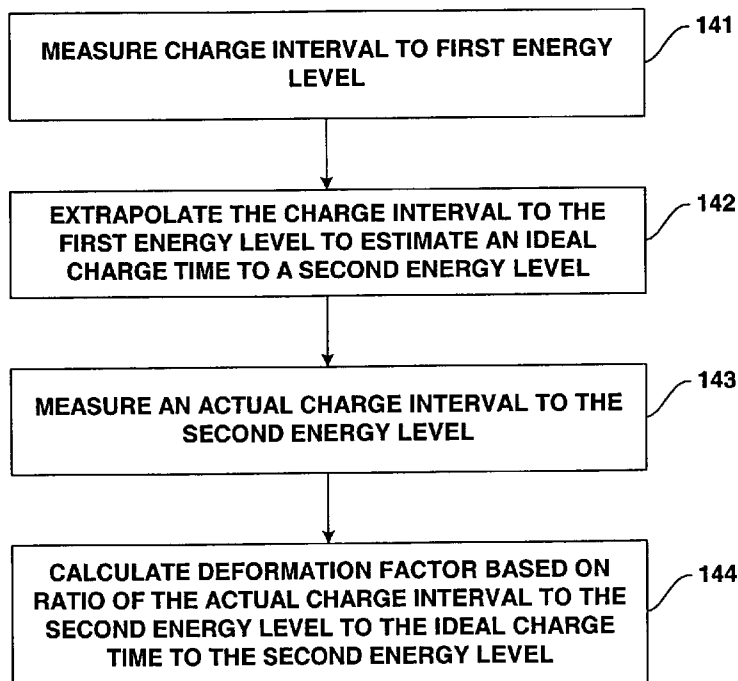 MEASURE CHARGE INTERVAL TO FIRST ENERGY
LEVEL
141
EXTRAPOLATE THE CHARGE INTERVAL TO THE
FIRST ENERGY LEVEL TO ESTIMATE AN IDEAL
CHARGE TIME TO A SECOND ENERGY LEVEL
142
MEASURE AN ACTUAL CHARGE INTERVAL TO THE
SECOND ENERGY LEVEL
143
CALCULATE DEFORMATION FACTOR BASED ON
RATIO OF THE ACTUAL CHARGE INTERVAL TO THE
SECOND ENERGY LEVEL TO THE IDEAL CHARGE
TIME TO THE SECOND ENERGY LEVEL
144